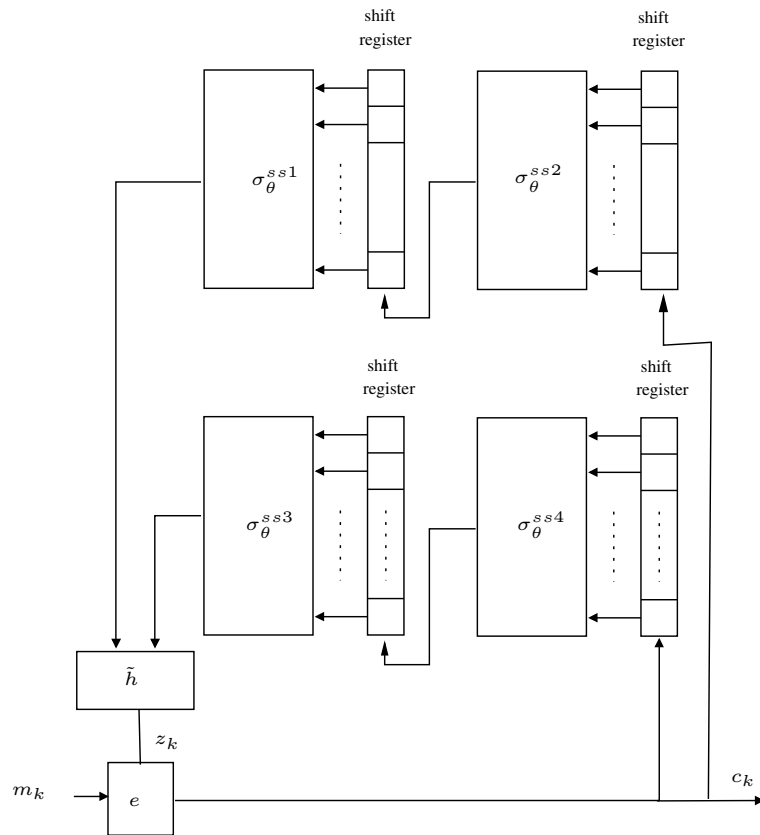 shift
register
shift
register
σ_θ^{ss1}
σ_θ^{ss2}
shift
register
shift
register
σ_θ^{ss3}
σ_θ^{ss4}
h̃
z_k
m_k
e
c_k